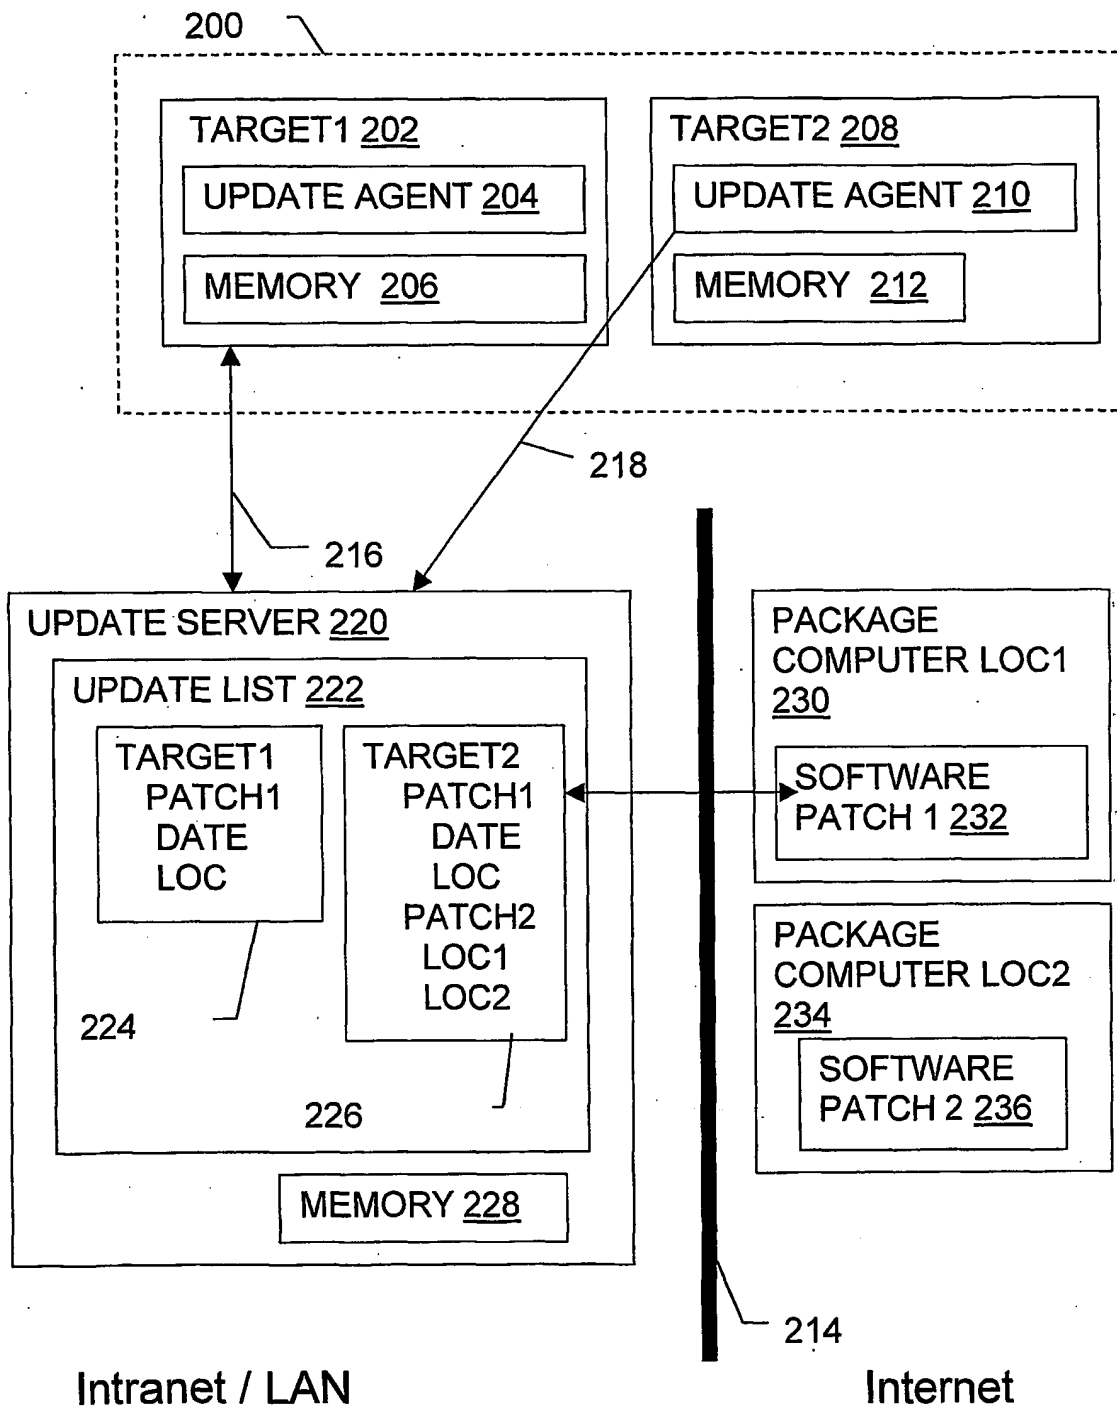 200
TARGET1 202
UPDATE AGENT 204
MEMORY 206
TARGET2 208
UPDATE AGENT 210
MEMORY 212
218
216
UPDATE SERVER 220
UPDATE LIST 222
TARGET1
PATCH1
DATE
LOC
224
TARGET2
PATCH1
DATE
LOC
PATCH2
LOC1
LOC2
226
MEMORY 228
PACKAGE
COMPUTER LOC1
230
SOFTWARE
PATCH 1 232
PACKAGE
COMPUTER LOC2
234
SOFTWARE
PATCH 2 236
214
Intranet / LAN
Internet